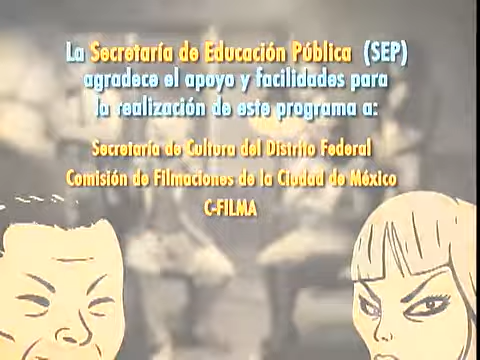 La Secretaría de Educación Pública (SEP)
agradece el apoyo y facilidades para
la realización de este programa a:
Secretaría de Cultura del Distrito Federal
Comisión de Filmaciones de la Ciudad de México
C-FILMA